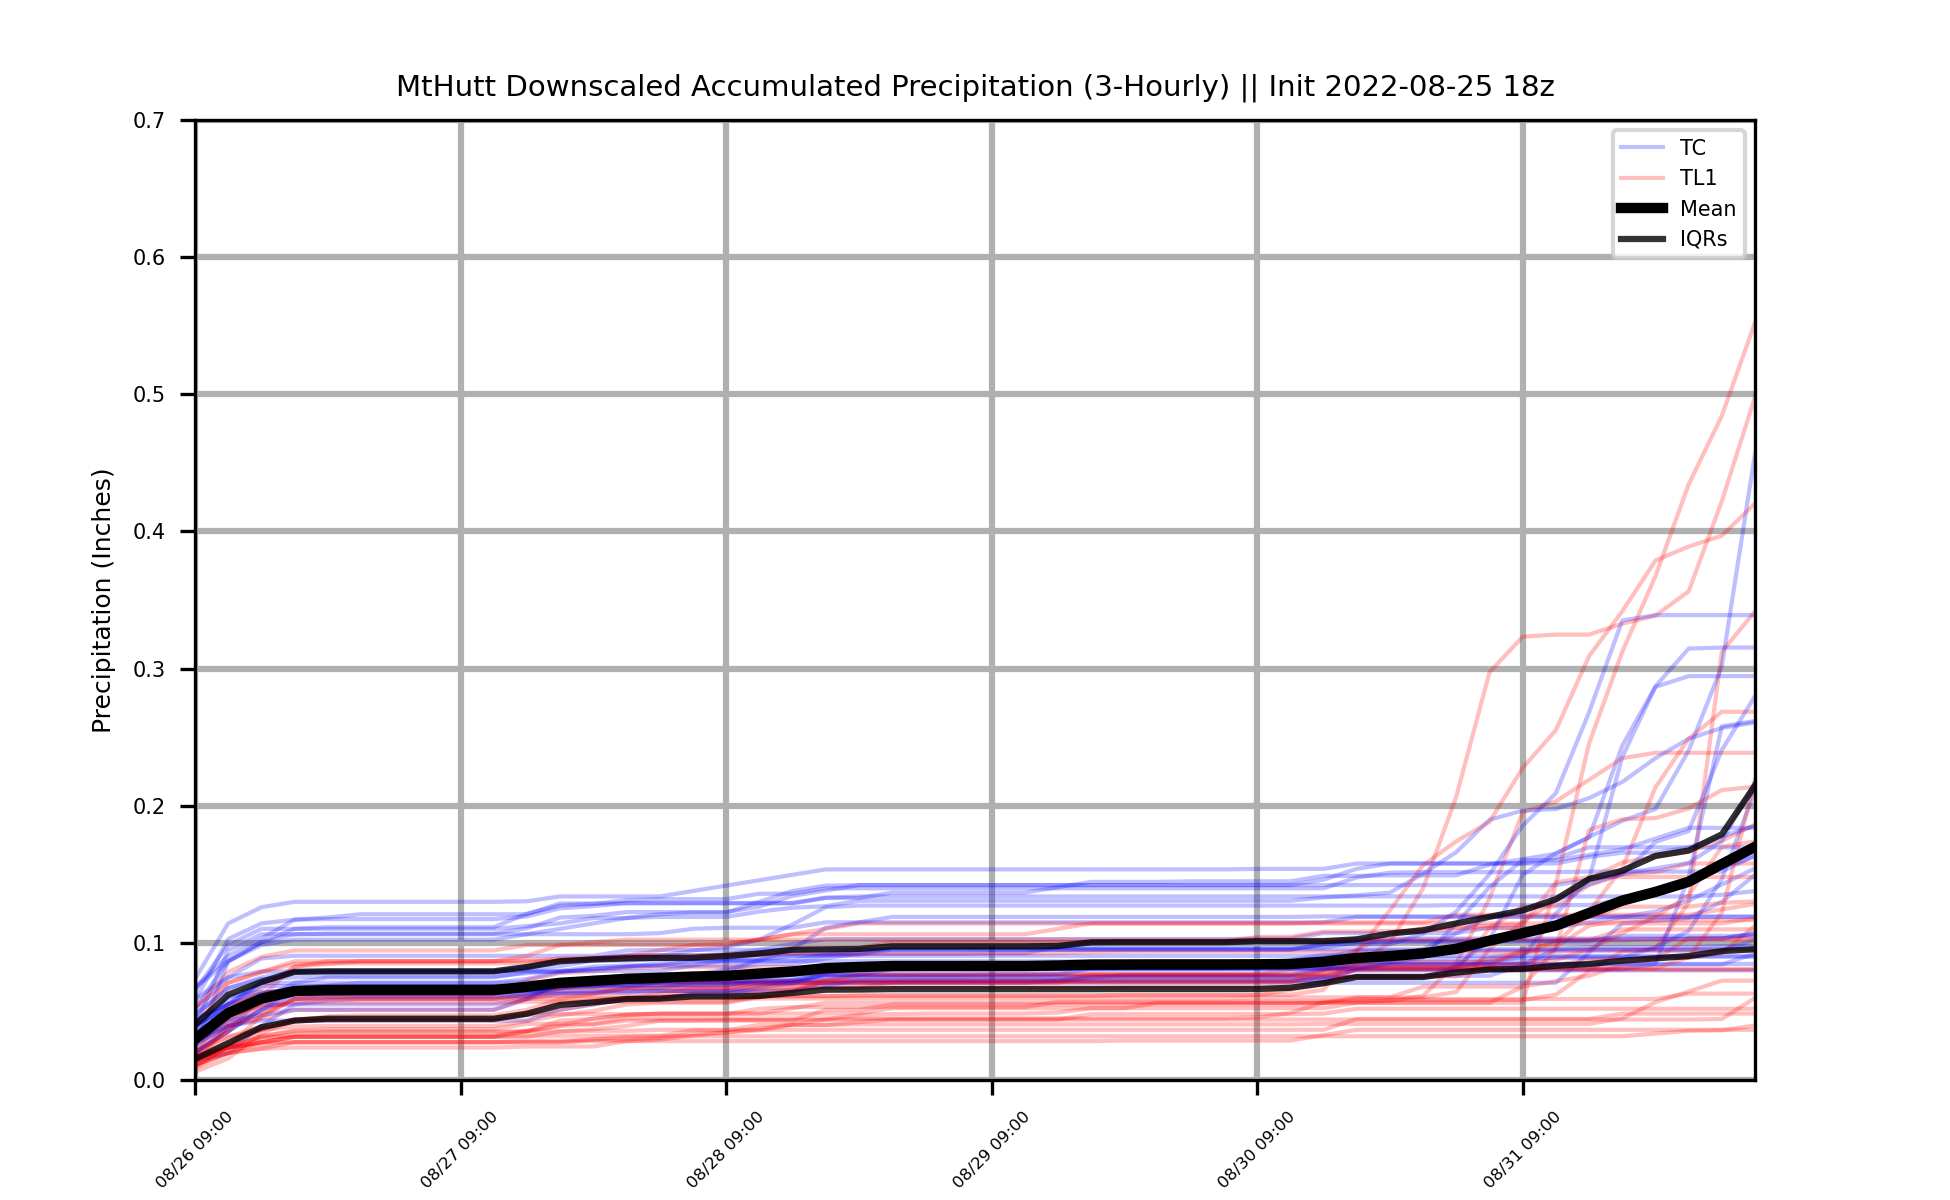 MtHutt Downscaled Accumulated Precipitation (3-Hourly) || Init 2022-08-25 18z
TC
TL1
Mean
IQRs
Precipitation (Inches)
0.7
0.6
0.5
0.4
0.3
0.2
0.1
0.0
08/26 09:00
08/27 09:00
08/28 09:00
08/29 09:00
08/30 09:00
08/31 09:00